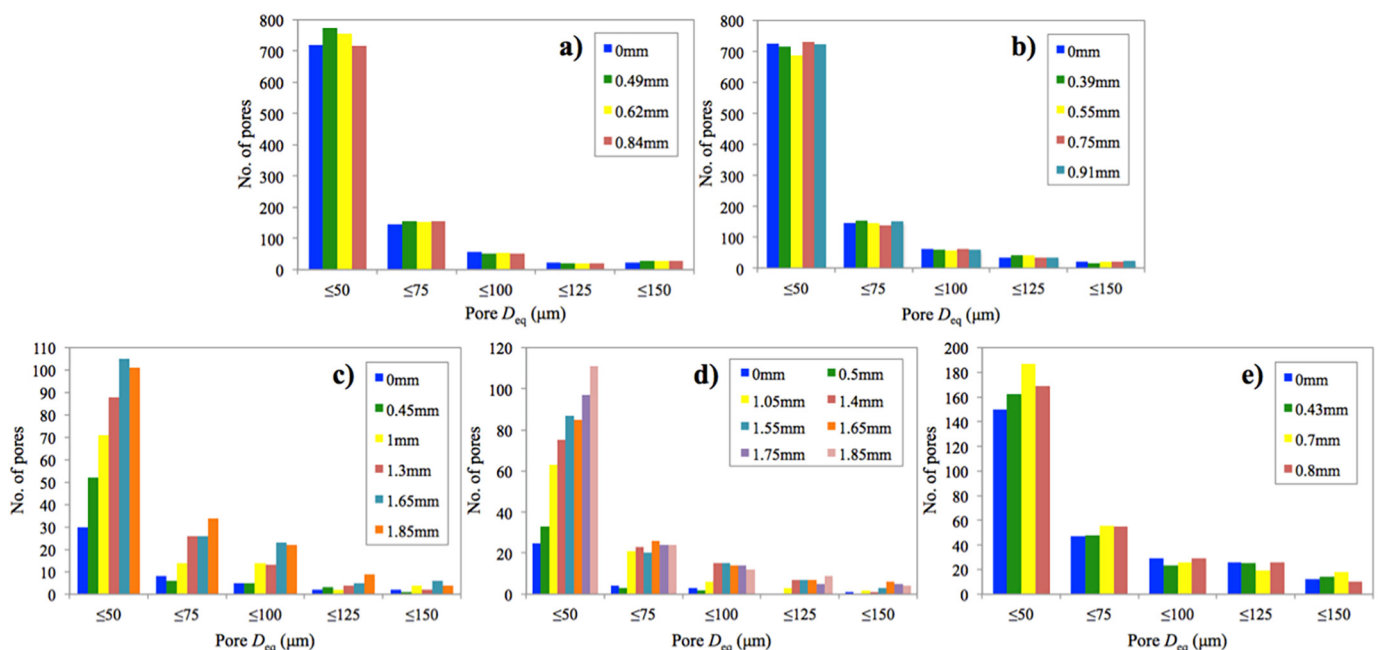 a)
No. of pores
800
700
600
500
400
300
200
100
0
≤50 ≤75 ≤100 ≤125 ≤150
Pore Deq (μm)
0mm
0.49mm
0.62mm
0.84mm
b)
No. of pores
800
700
600
500
400
300
200
100
0
≤50 ≤75 ≤100 ≤125 ≤150
Pore Deq (μm)
0mm
0.39mm
0.55mm
0.75mm
0.91mm
c)
No. of pores
110
100
90
80
70
60
50
40
30
20
10
0
≤50 ≤75 ≤100 ≤125 ≤150
Pore Deq (μm)
0mm
0.45mm
1mm
1.3mm
1.65mm
1.85mm
d)
No. of pores
120
100
80
60
40
20
0
≤50 ≤75 ≤100 ≤125 ≤150
Pore Deq (μm)
0mm 0.5mm
1.05mm 1.4mm
1.55mm 1.65mm
1.75mm 1.85mm
e)
No. of pores
200
180
160
140
120
100
80
60
40
20
0
≤50 ≤75 ≤100 ≤125 ≤150
Pore Deq (μm)
0mm
0.43mm
0.7mm
0.8mm